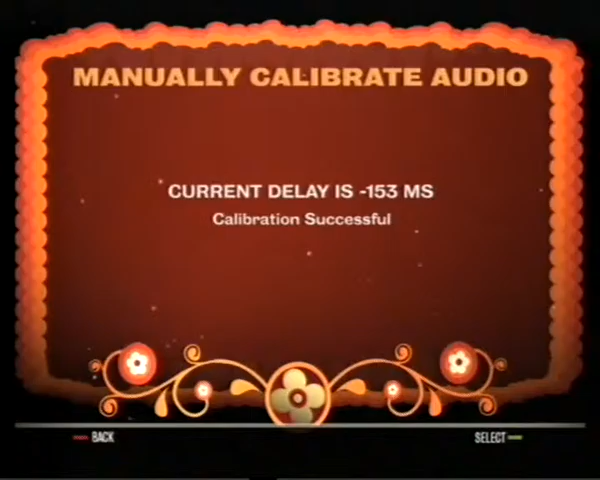 MANUALLY CALIBRATE AUDIO
CURRENT DELAY IS -153 MS
Calibration Successful
BACK
SELECT